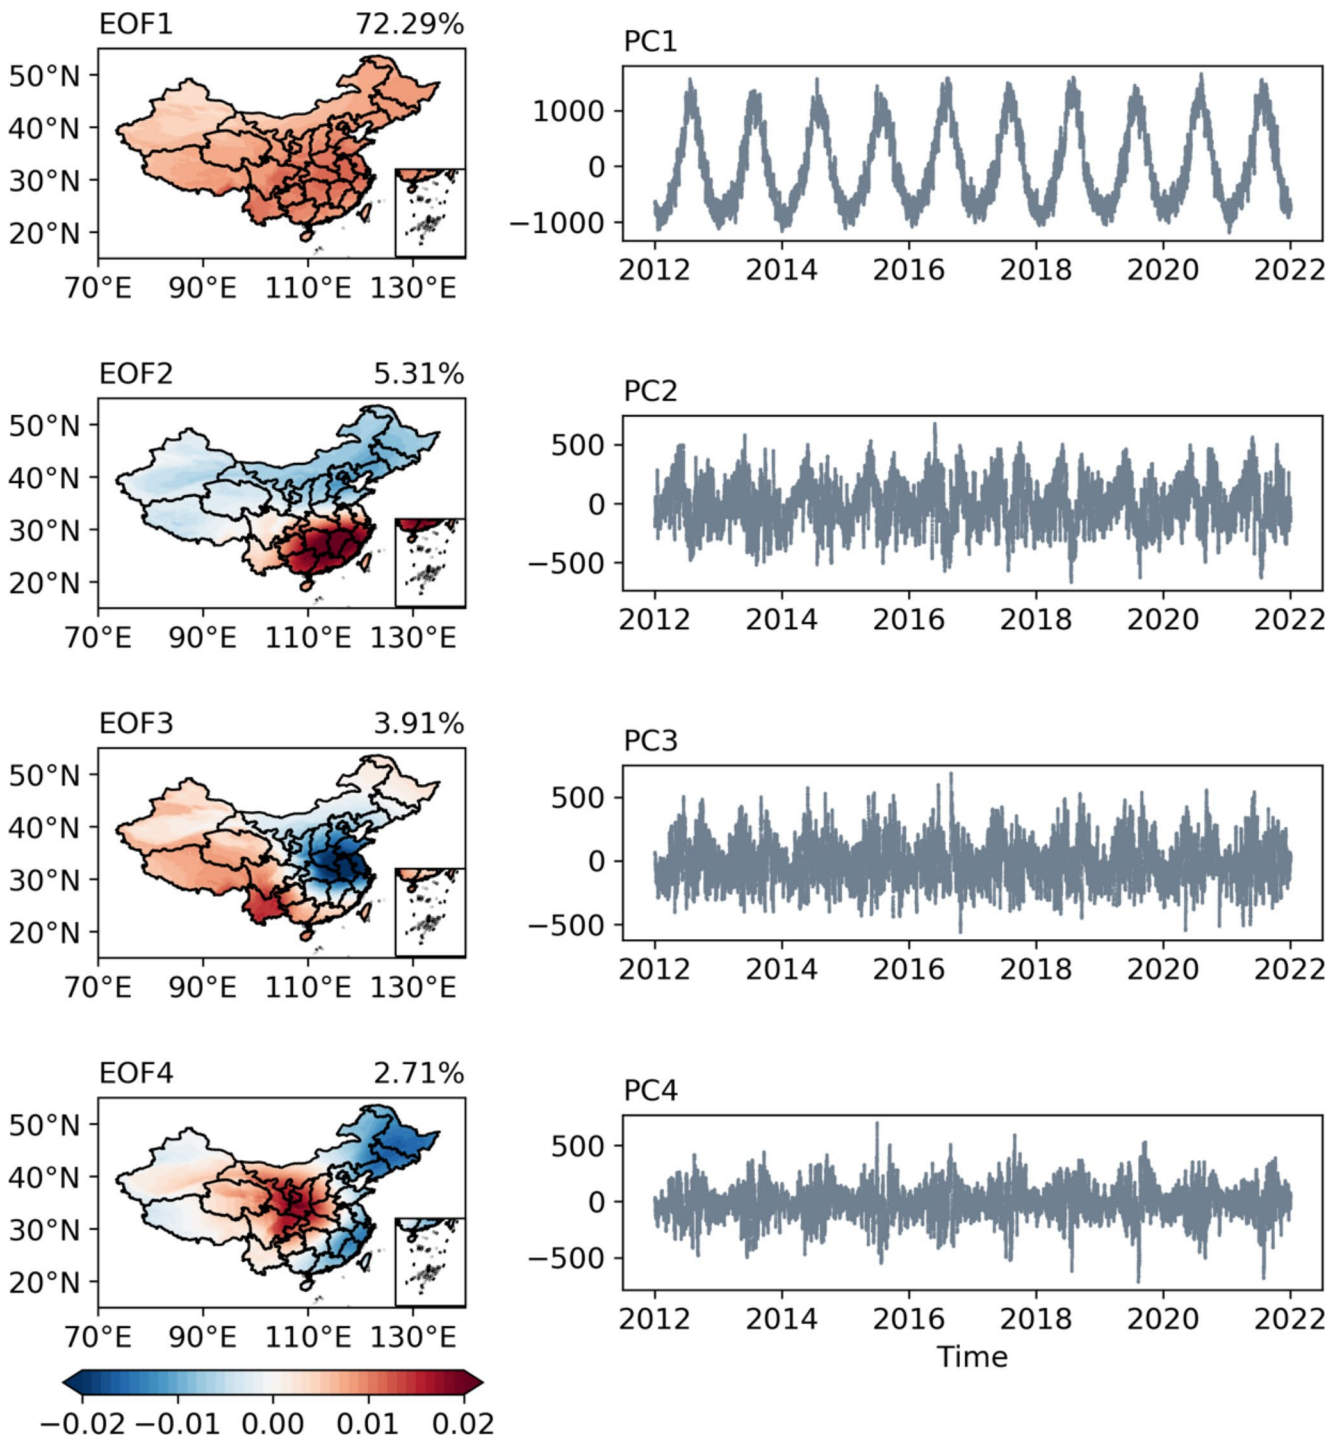 EOF1 72.29%
50°N
40°N
30°N
20°N
70°E 90°E 110°E 130°E
PC1
1000
0
−1000
2012 2014 2016 2018 2020 2022
EOF2 5.31%
50°N
40°N
30°N
20°N
70°E 90°E 110°E 130°E
PC2
500
0
−500
2012 2014 2016 2018 2020 2022
EOF3 3.91%
50°N
40°N
30°N
20°N
70°E 90°E 110°E 130°E
PC3
500
0
−500
2012 2014 2016 2018 2020 2022
EOF4 2.71%
50°N
40°N
30°N
20°N
70°E 90°E 110°E 130°E
−0.02 −0.01 0.00 0.01 0.02
PC4
500
0
−500
2012 2014 2016 2018 2020 2022
Time